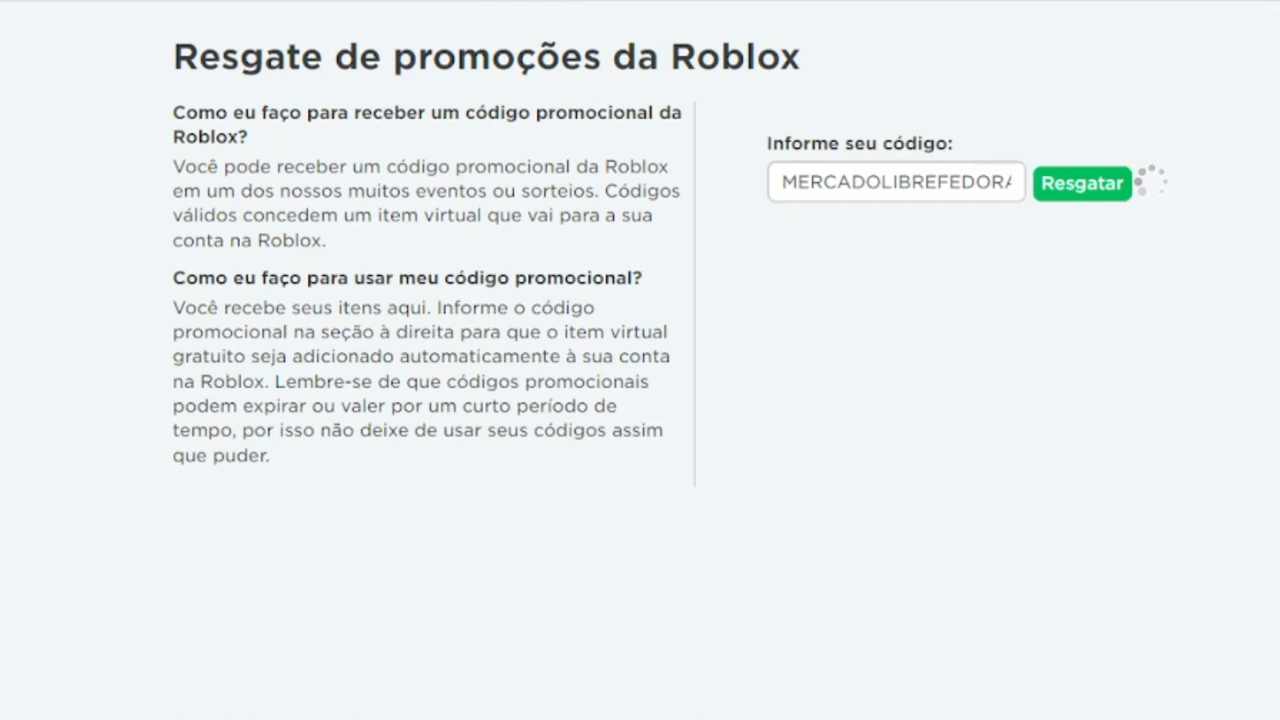 Resgate de promoções da Roblox
Como eu faço para receber um código promocional da
Roblox?
Você pode receber um código promocional da Roblox
em um dos nossos muitos eventos ou sorteios. Códigos
válidos concedem um item virtual que vai para a sua
conta na Roblox.
Como eu faço para usar meu código promocional?
Você recebe seus itens aqui. Informe o código
promocional na seção à direita para que o item virtual
gratuito seja adicionado automaticamente à sua conta
na Roblox. Lembre-se de que códigos promocionais
podem expirar ou valer por um curto período de
tempo, por isso não deixe de usar seus códigos assim
que puder.
Informe seu código:
MERCADOLIBREFEDORA
Resgatar